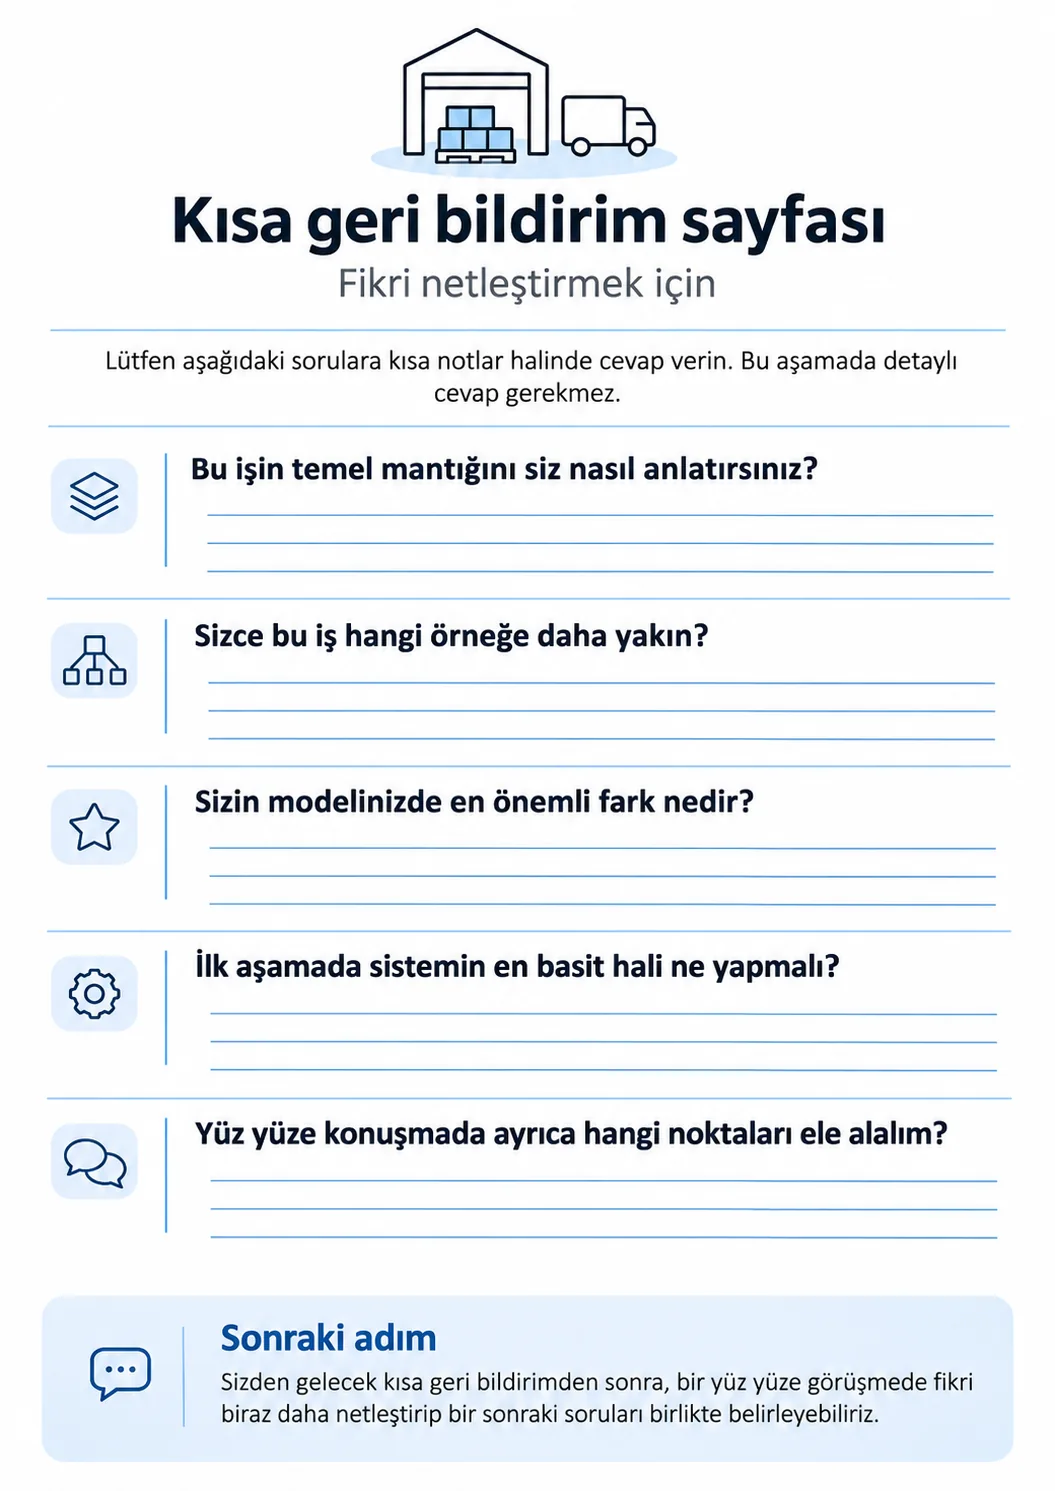 Kısa geri bildirim sayfası
Fikri netleştirmek için
Lütfen aşağıdaki sorulara kısa notlar halinde cevap verin. Bu aşamada detaylı
cevap gerekmez.
Bu işin temel mantığını siz nasıl anlatırsınız?
Sizce bu iş hangi örneğe daha yakın?
Sizin modelinizde en önemli fark nedir?
İlk aşamada sistemin en basit hali ne yapmalı?
Yüz yüze konuşmada ayrıca hangi noktaları ele alalım?
Sonraki adım
Sizden gelecek kısa geri bildirimden sonra, bir yüz yüze görüşmede fikri
biraz daha netleştirip bir sonraki soruları birlikte belirleyebiliriz.